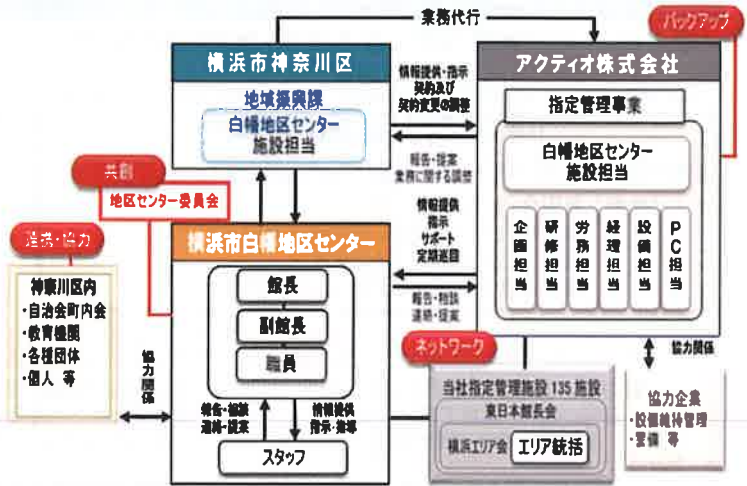 業務代行
バックアップ
横浜市神奈川区
地域振興課
白幡地区センター
施設担当
情報提供・指示
契約及び
契約変更の調整
報告・提案
業務に関する調整
アクティオ株式会社
指定管理事業
白幡地区センター
施設担当
企画担当
研修担当
労務担当
経理担当
設備担当
PC担当
共創
地区センター委員会
連携・協力
神奈川区内
・自治会町内会
・教育機関
・各種団体
・個人 等
協力関係
横浜市白幡地区センター
館長
副館長
職員
報告・相談
連絡・提案
情報提供
指示・指導
スタッフ
情報提供
指示
サポート
定期巡回
報告・相談
連絡・提案
ネットワーク
当社指定管理施設 135 施設
東日本館長会
横浜エリア会
エリア統括
協力関係
協力企業
・設備維持管理
・警備 等